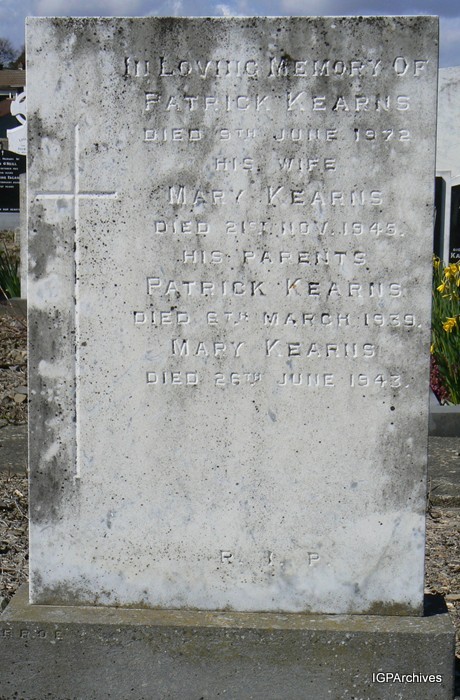 In Loving Memory Of
Patrick Kearns
died 9th June 1972
his wife
Mary Kearns
died 21st Nov. 1945.
his parents
Patrick Kearns
died 6th March 1939.
Mary Kearns
died 26th June 1943.
R. I. P.
IGPArchives